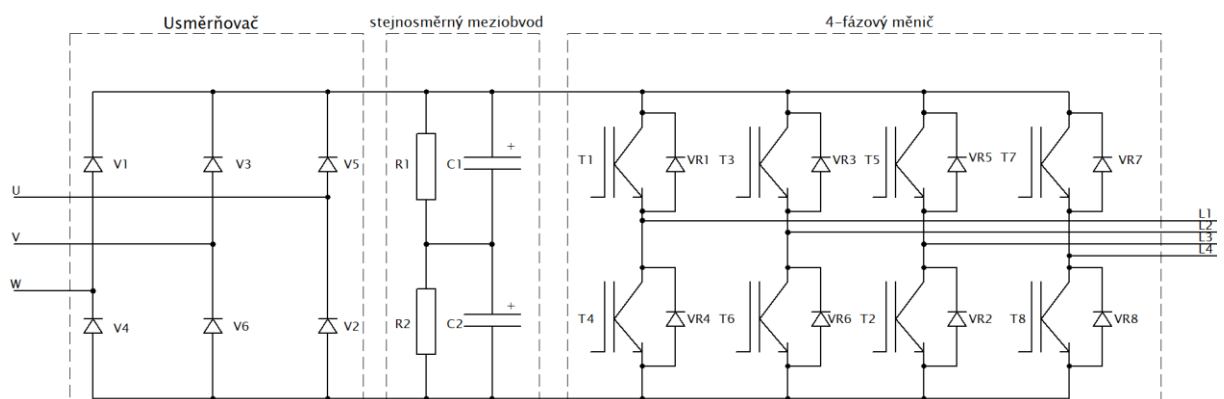 Usměrňovač
stejnosměrný meziobvod
4-fázový měnič
V1
V3
V5
R1
C1
+
T1
VR1
T3
VR3
T5
VR5
T7
VR7
U
V
W
L1
L2
L3
L4
V4
V6
V2
R2
C2
+
T4
VR4
T6
VR6
T2
VR2
T8
VR8